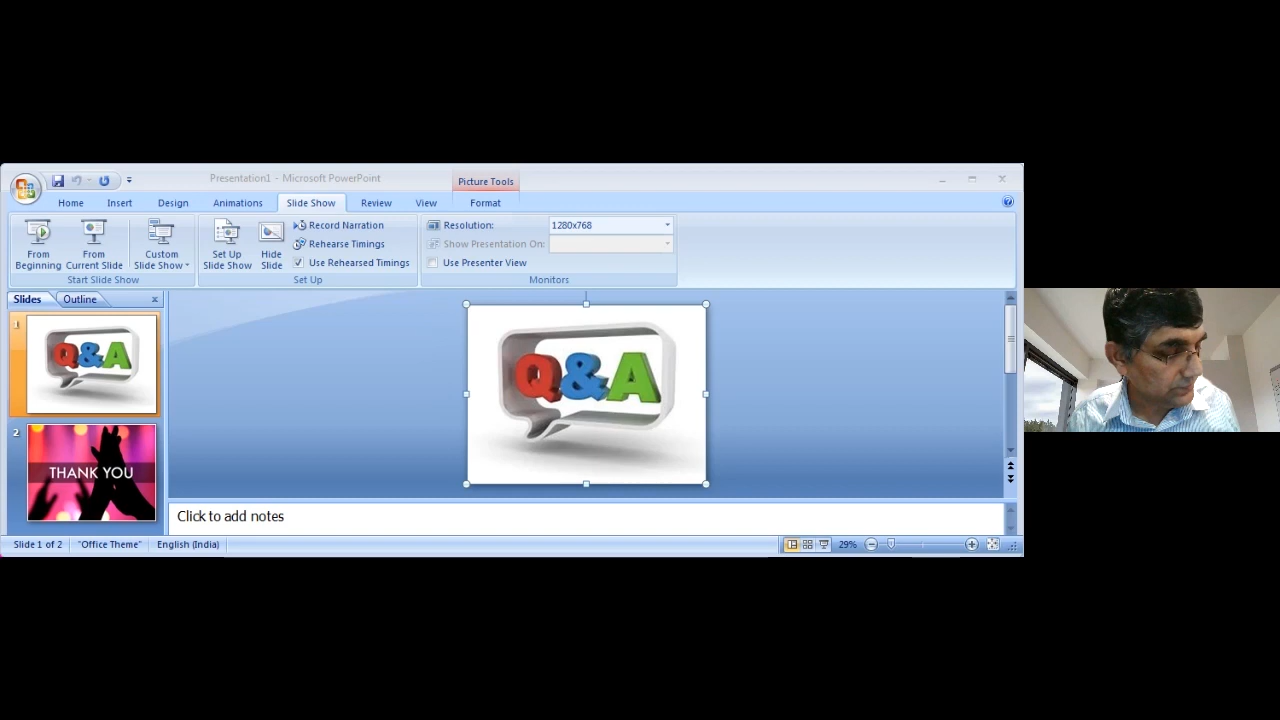 Presentation1 - Microsoft PowerPoint
Picture Tools
Home Insert Design Animations Slide Show Review View Format
From Beginning
From Current Slide
Custom Slide Show
Set Up Slide Show
Hide Slide
Record Narration
Rehearse Timings
Use Rehearsed Timings
Resolution: 1280x768
Show Presentation On:
Use Presenter View
Start Slide Show
Set Up
Monitors
Slides Outline
1
Q&A
2
THANK YOU
Q&A
Click to add notes
Slide 1 of 2 "Office Theme" English (India) 29%